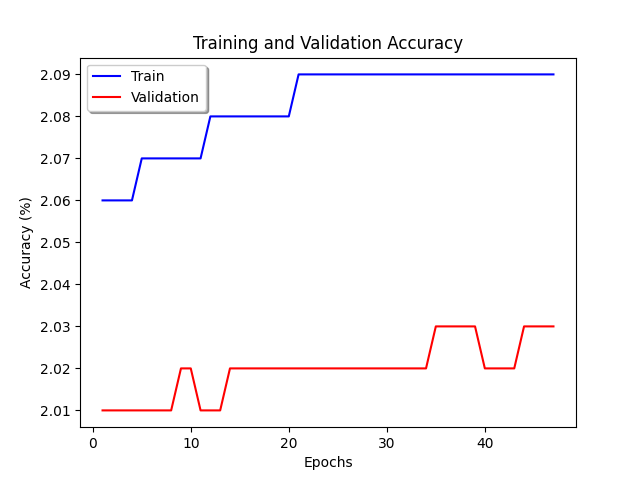 Training and Validation Accuracy
Train
Validation
2.09
2.08
2.07
2.06
2.05
2.04
2.03
2.02
2.01
Accuracy (%)
0 10 20 30 40
Epochs